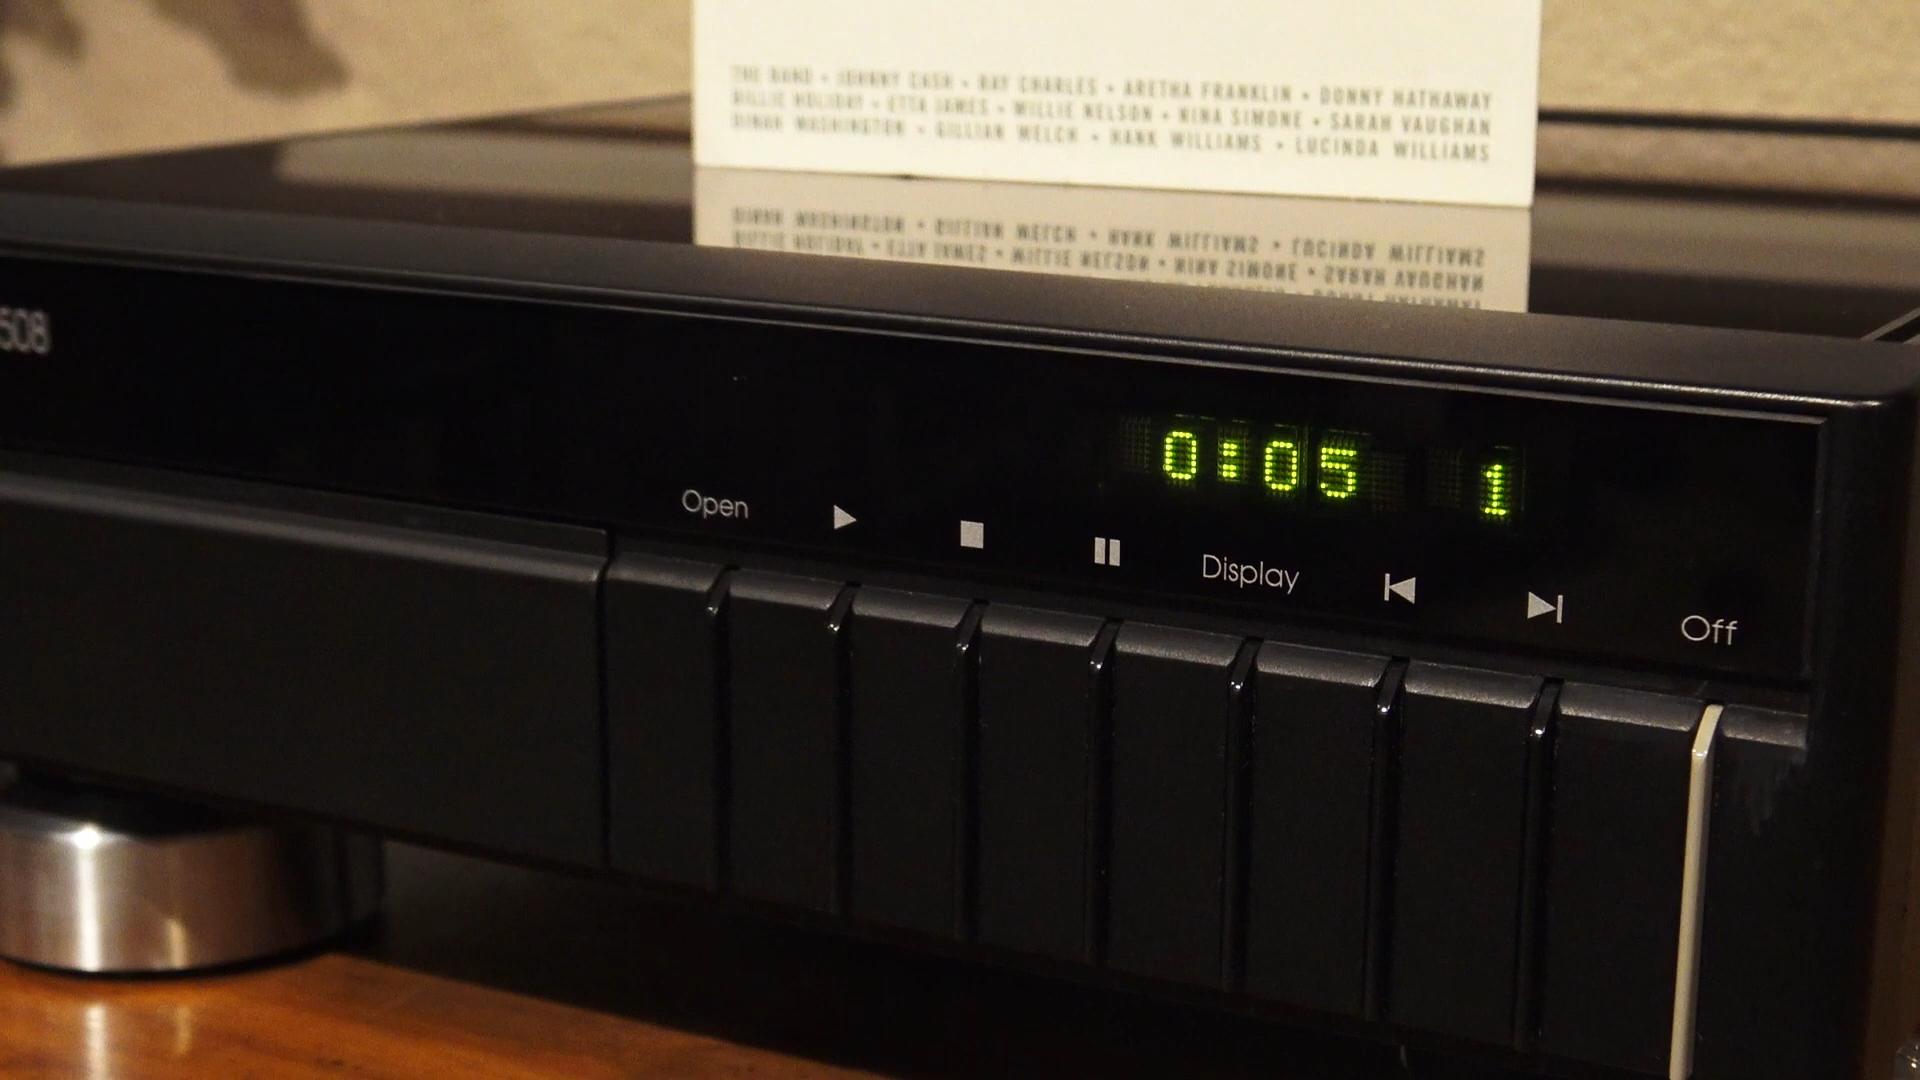 THE BAND • JOHNNY CASH • RAY CHARLES • ARETHA FRANKLIN • DONNY HATHAWAY
BILLIE HOLIDAY • ETTA JAMES • WILLIE NELSON • NINA SIMONE • SARAH VAUGHAN
DINAH WASHINGTON • GILLIAN WELCH • HANK WILLIAMS • LUCINDA WILLIAMS
508
0:05 1
Open Display Off